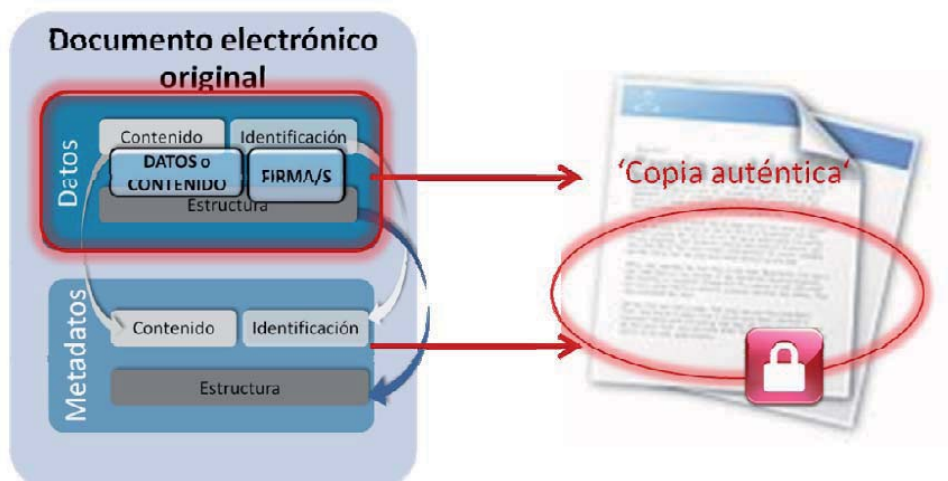 Documento electrónico
original
Datos
Contenido
Identificación
DATOS o
CONTENIDO
FIRMA/S
Estructura
'Copia auténtica'
Metadatos
Contenido
Identificación
Estructura